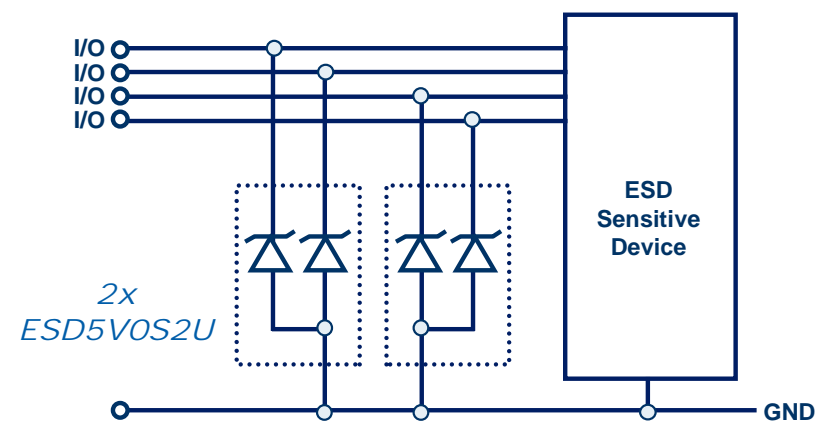 I/O
I/O
I/O
I/O
ESD
Sensitive
Device
2x
ESD5V0S2U
GND